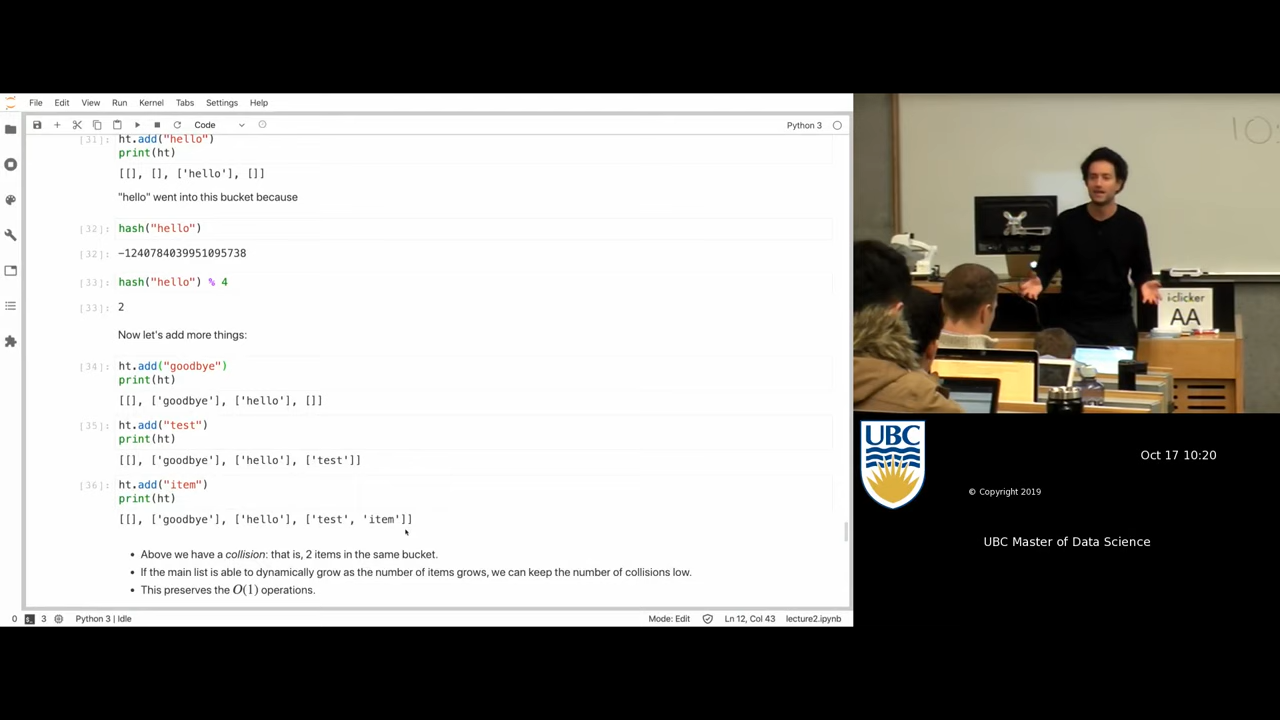 File Edit View Run Kernel Tabs Settings Help
Code
Python 3
[31]: ht.add("hello")
print(ht)
[[], [], ['hello'], []]
"hello" went into this bucket because
[32]: hash("hello")
[32]: -1240784039951095738
[33]: hash("hello") % 4
[33]: 2
Now let's add more things:
[34]: ht.add("goodbye")
print(ht)
[[], ['goodbye'], ['hello'], []]
[35]: ht.add("test")
print(ht)
[[], ['goodbye'], ['hello'], ['test']]
[36]: ht.add("item")
print(ht)
[[], ['goodbye'], ['hello'], ['test', 'item']]
• Above we have a collision: that is, 2 items in the same bucket.
• If the main list is able to dynamically grow as the number of items grows, we can keep the number of collisions low.
• This preserves the O(1) operations.
0 3 Python 3 | Idle Mode: Edit Ln 12, Col 43 lecture2.ipynb
i-clicker
AA
UBC
Oct 17 10:20
© Copyright 2019
UBC Master of Data Science